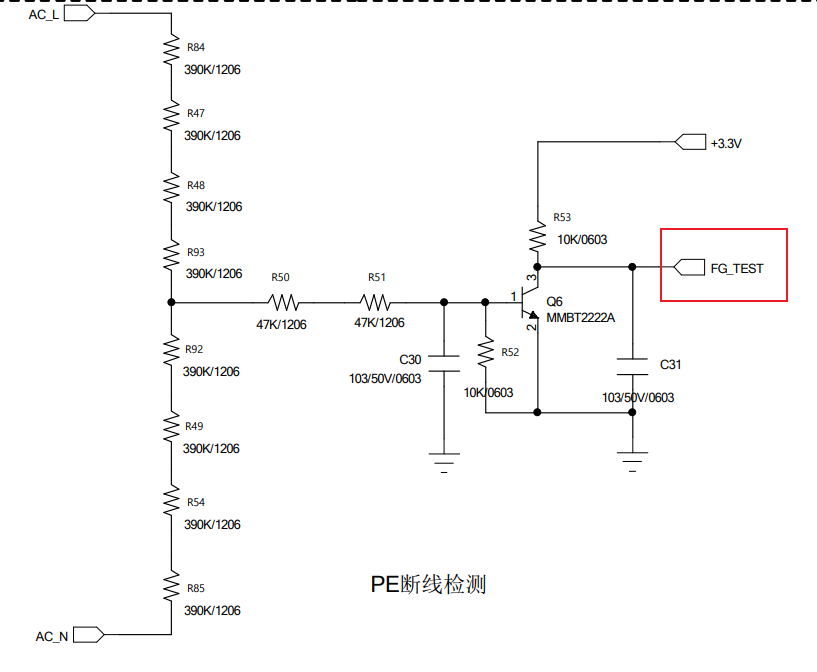 AC_L
R84
390K/1206
R47
390K/1206
R48
390K/1206
R93
390K/1206
+3.3V
R53
10K/0603
FG_TEST
R50
47K/1206
R51
47K/1206
1
3
2
Q6
MMBT2222A
C30
103/50V/0603
R52
10K/0603
C31
103/50V/0603
R92
390K/1206
R49
390K/1206
R54
390K/1206
R85
390K/1206
AC_N
PE断线检测